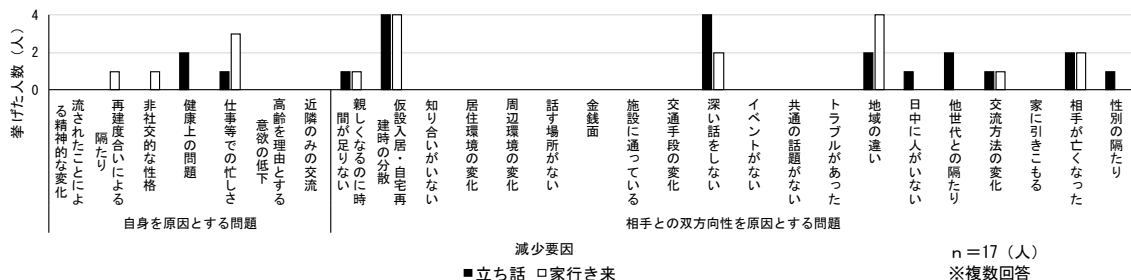 挙げた人数（人）
4
2
0
流されたことによ
る精神的な変化
再建度合いによる
隔たり
非社交的な性格
健康上の問題
仕事等での忙しさ
高齢を理由とする
意欲の低下
近隣のみの交流
親しくなるのに時
間が足りない
仮設入居・自宅再
建時の分散
知り合いがいない
居住環境の変化
周辺環境の変化
話す場所がない
金銭面
施設に通っている
交通手段の変化
深い話をしない
イベントがない
共通の話題がない
トラブルがあった
地域の違い
日中に人がいない
他世代との隔たり
交流方法の変化
家に引きこもる
相手が亡くなった
性別の隔たり
自身を原因とする問題
相手との双方向性を原因とする問題
減少要因
■立ち話 □家行き来
n＝17（人）
※複数回答